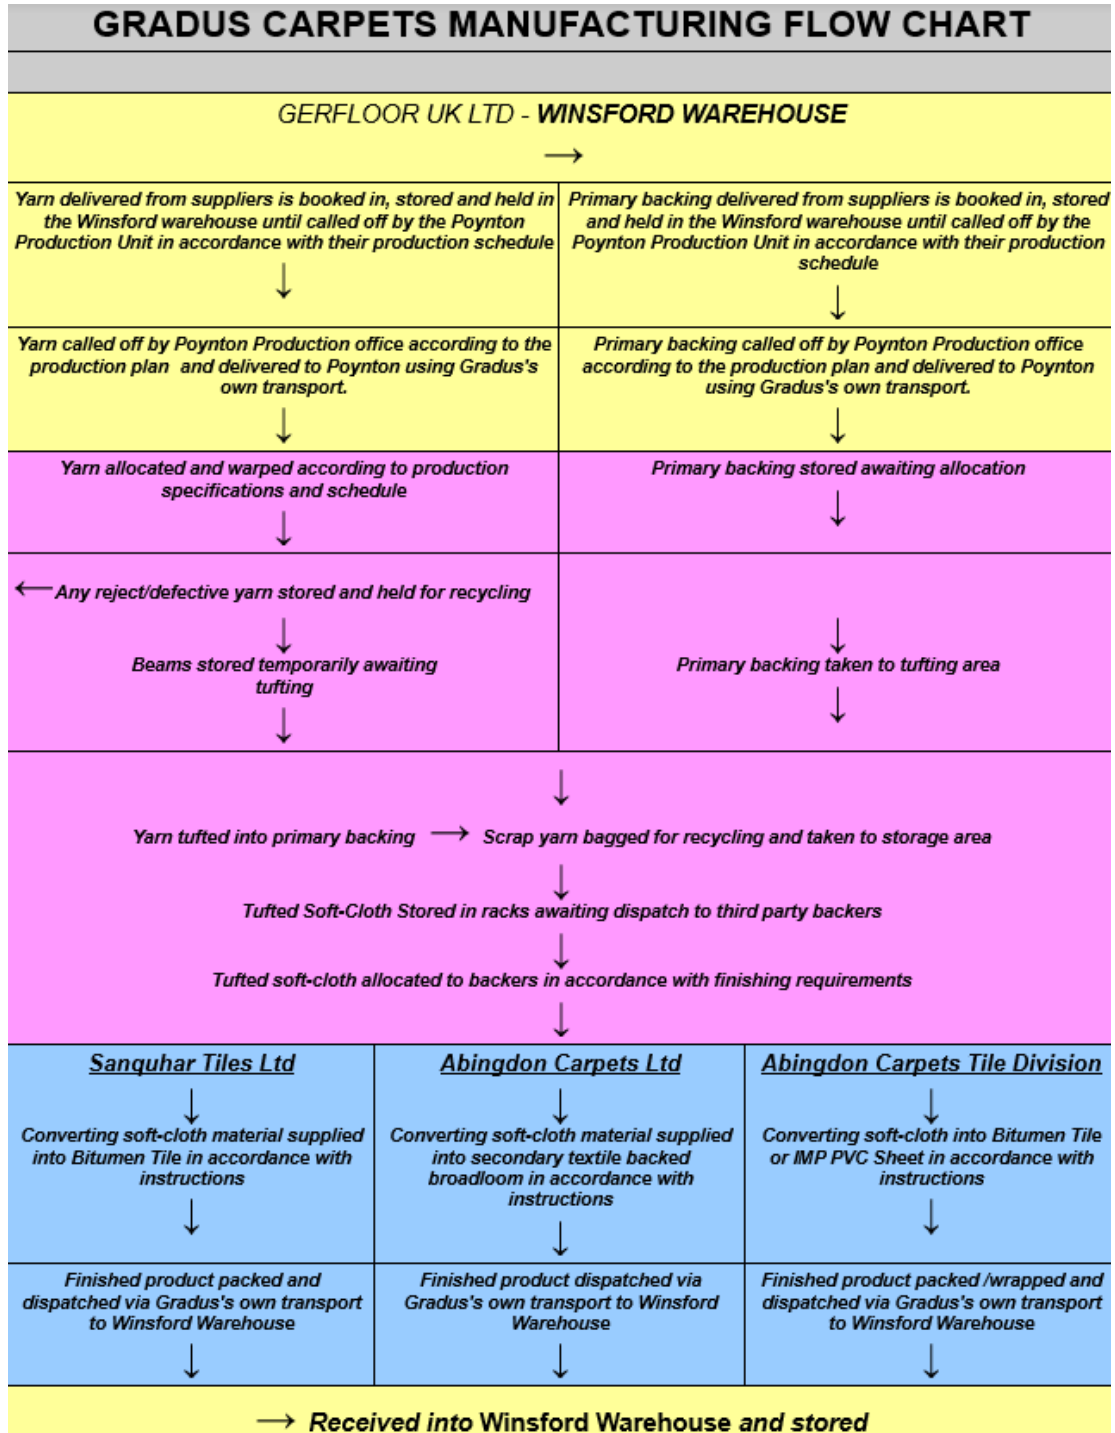 GRADUS CARPETS MANUFACTURING FLOW CHART
GERFLOOR UK LTD - WINSFORD WAREHOUSE
→
Yarn delivered from suppliers is booked in, stored and held in
the Winsford warehouse until called off by the Poynton
Production Unit in accordance with their production schedule
↓
Primary backing delivered from suppliers is booked in, stored
and held in the Winsford warehouse until called off by the
Poynton Production Unit in accordance with their production
schedule
↓
Yarn called off by Poynton Production office according to the
production plan and delivered to Poynton using Gradus's
own transport.
↓
Primary backing called off by Poynton Production office
according to the production plan and delivered to Poynton
using Gradus's own transport.
↓
Yarn allocated and warped according to production
specifications and schedule
↓
Primary backing stored awaiting allocation
↓
← Any reject/defective yarn stored and held for recycling
↓
Beams stored temporarily awaiting
tufting
↓
↓
Primary backing taken to tufting area
↓
↓
Yarn tufted into primary backing → Scrap yarn bagged for recycling and taken to storage area
↓
Tufted Soft-Cloth Stored in racks awaiting dispatch to third party backers
↓
Tufted soft-cloth allocated to backers in accordance with finishing requirements
↓
Sanquhar Tiles Ltd
↓
Converting soft-cloth material supplied
into Bitumen Tile in accordance with
instructions
↓
Abingdon Carpets Ltd
↓
Converting soft-cloth material supplied
into secondary textile backed
broadloom in accordance with
instructions
↓
Abingdon Carpets Tile Division
↓
Converting soft-cloth into Bitumen Tile
or IMP PVC Sheet in accordance with
instructions
↓
Finished product packed and
dispatched via Gradus's own transport
to Winsford Warehouse
↓
Finished product dispatched via
Gradus's own transport to Winsford
Warehouse
↓
Finished product packed /wrapped and
dispatched via Gradus's own transport
to Winsford Warehouse
↓
→ Received into Winsford Warehouse and stored